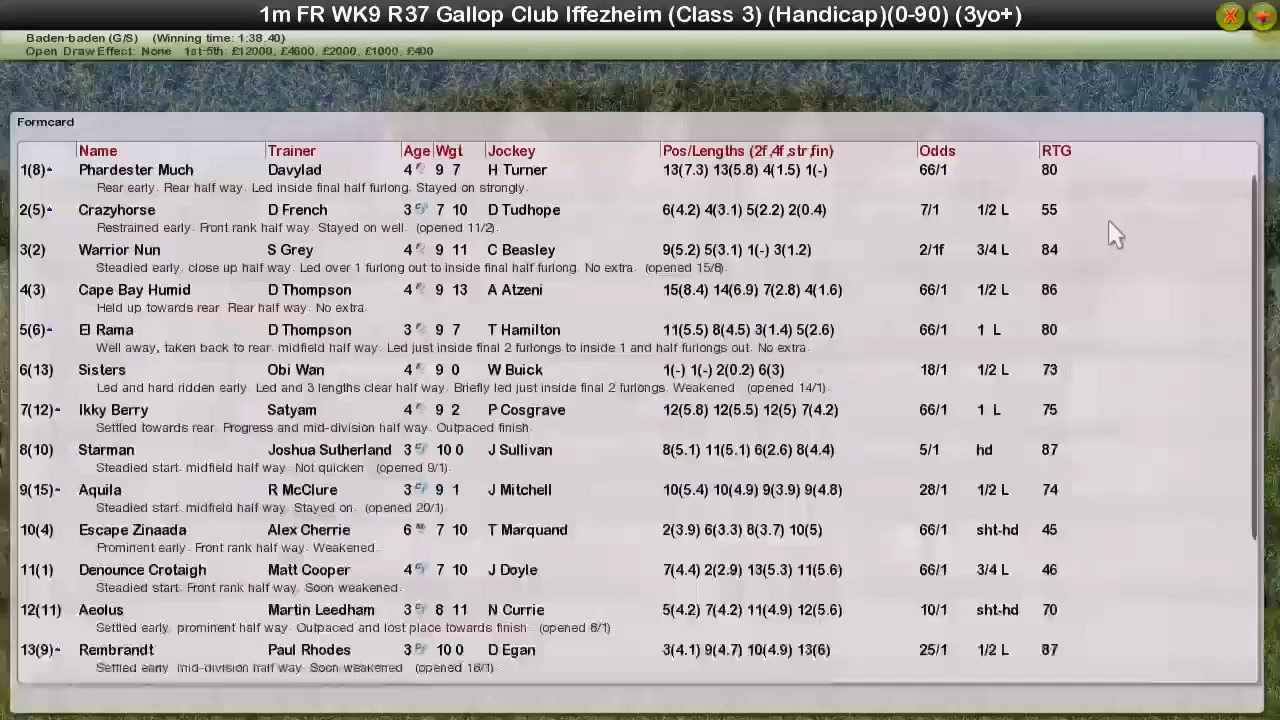 1m FR WK9 R37 Gallop Club Iffezheim (Class 3) (Handicap)(0-90) (3yo+)
Baden-baden (G/S) (Winning time: 1:38.40)
Open Draw Effect: None 1st-5th: £12000, £4600, £2000, £1000, £400
Formcard
Name Trainer Age Wgt Jockey Pos/Lengths (2f,4f,str,fin) Odds RTG
1(8) Phardester Much Davylad 4 9 7 H Turner 13(7.3) 13(5.8) 4(1.5) 1(-) 66/1 80
Rear early. Rear half way. Led inside final half furlong. Stayed on strongly.
2(5) Crazyhorse D French 3 7 10 D Tudhope 6(4.2) 4(3.1) 5(2.2) 2(0.4) 7/1 1/2 L 55
Restrained early. Front rank half way. Stayed on well. (opened 11/2).
3(2) Warrior Nun S Grey 4 9 11 C Beasley 9(5.2) 5(3.1) 1(-) 3(1.2) 2/1f 3/4 L 84
Steadied early, close up half way. Led over 1 furlong out to inside final half furlong. No extra. (opened 15/8).
4(3) Cape Bay Humid D Thompson 4 9 13 A Atzeni 15(8.4) 14(6.9) 7(2.8) 4(1.6) 66/1 1/2 L 86
Held up towards rear. Rear half way. No extra.
5(6) El Rama D Thompson 3 9 7 T Hamilton 11(5.5) 8(4.5) 3(1.4) 5(2.6) 66/1 1 L 80
Well away, taken back to rear. midfield half way. Led just inside final 2 furlongs to inside 1 and half furlongs out. No extra.
6(13) Sisters Obi Wan 4 9 0 W Buick 1(-) 1(-) 2(0.2) 6(3) 18/1 1/2 L 73
Led and hard ridden early. Led and 3 lengths clear half way. Briefly led just inside final 2 furlongs. Weakened. (opened 14/1).
7(12) Ikky Berry Satyam 4 9 2 P Cosgrave 12(5.8) 12(5.5) 12(5) 7(4.2) 66/1 1 L 75
Settled towards rear. Progress and mid-division half way. Outpaced finish.
8(10) Starman Joshua Sutherland 3 10 0 J Sullivan 8(5.1) 11(5.1) 6(2.6) 8(4.4) 5/1 hd 87
Steadied start. midfield half way. Not quicken. (opened 9/1).
9(15) Aquila R McClure 3 9 1 J Mitchell 10(5.4) 10(4.9) 9(3.9) 9(4.8) 28/1 1/2 L 74
Steadied start. midfield half way. Stayed on. (opened 20/1).
10(4) Escape Zinaada Alex Cherrie 6 7 10 T Marquand 2(3.9) 6(3.3) 8(3.7) 10(5) 66/1 sht-hd 45
Prominent early. Front rank half way. Weakened.
11(1) Denounce Crotaigh Matt Cooper 4 7 10 J Doyle 7(4.4) 2(2.9) 13(5.3) 11(5.6) 66/1 3/4 L 46
Steadied start. Front rank half way. Soon weakened.
12(11) Aeolus Martin Leedham 3 8 11 N Currie 5(4.2) 7(4.2) 11(4.9) 12(5.6) 10/1 sht-hd 70
Settled early. prominent half way. Outpaced and lost place towards finish. (opened 8/1).
13(9) Rembrandt Paul Rhodes 3 10 0 D Egan 3(4.1) 9(4.7) 10(4.9) 13(6) 25/1 1/2 L 87
Settled early. mid-division half way. Soon weakened. (opened 16/1).